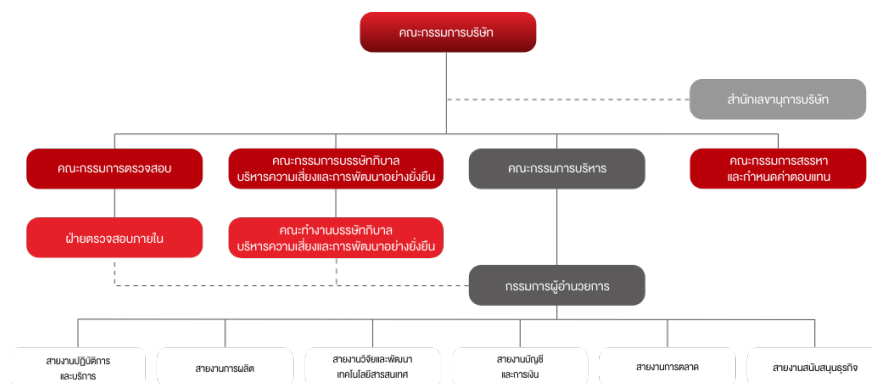 คณะกรรมการบริษัท
สำนักเลขานุการบริษัท
คณะกรรมการตรวจสอบ
คณะกรรมการบรรษัทภิบาล
บริหารความเสี่ยงและการพัฒนาอย่างยั่งยืน
คณะกรรมการบริหาร
คณะกรรมการสรรหา
และกำหนดค่าตอบแทน
ฝ่ายตรวจสอบภายใน
คณะทำงานบรรษัทภิบาล
บริหารความเสี่ยงและการพัฒนาอย่างยั่งยืน
กรรมการผู้อำนวยการ
สายงานปฏิบัติการ
และบริการ
สายงานการผลิต
สายงานวิจัยและพัฒนา
เทคโนโลยีสารสนเทศ
สายงานบัญชี
และการเงิน
สายงานการตลาด
สายงานสนับสนุนธุรกิจ